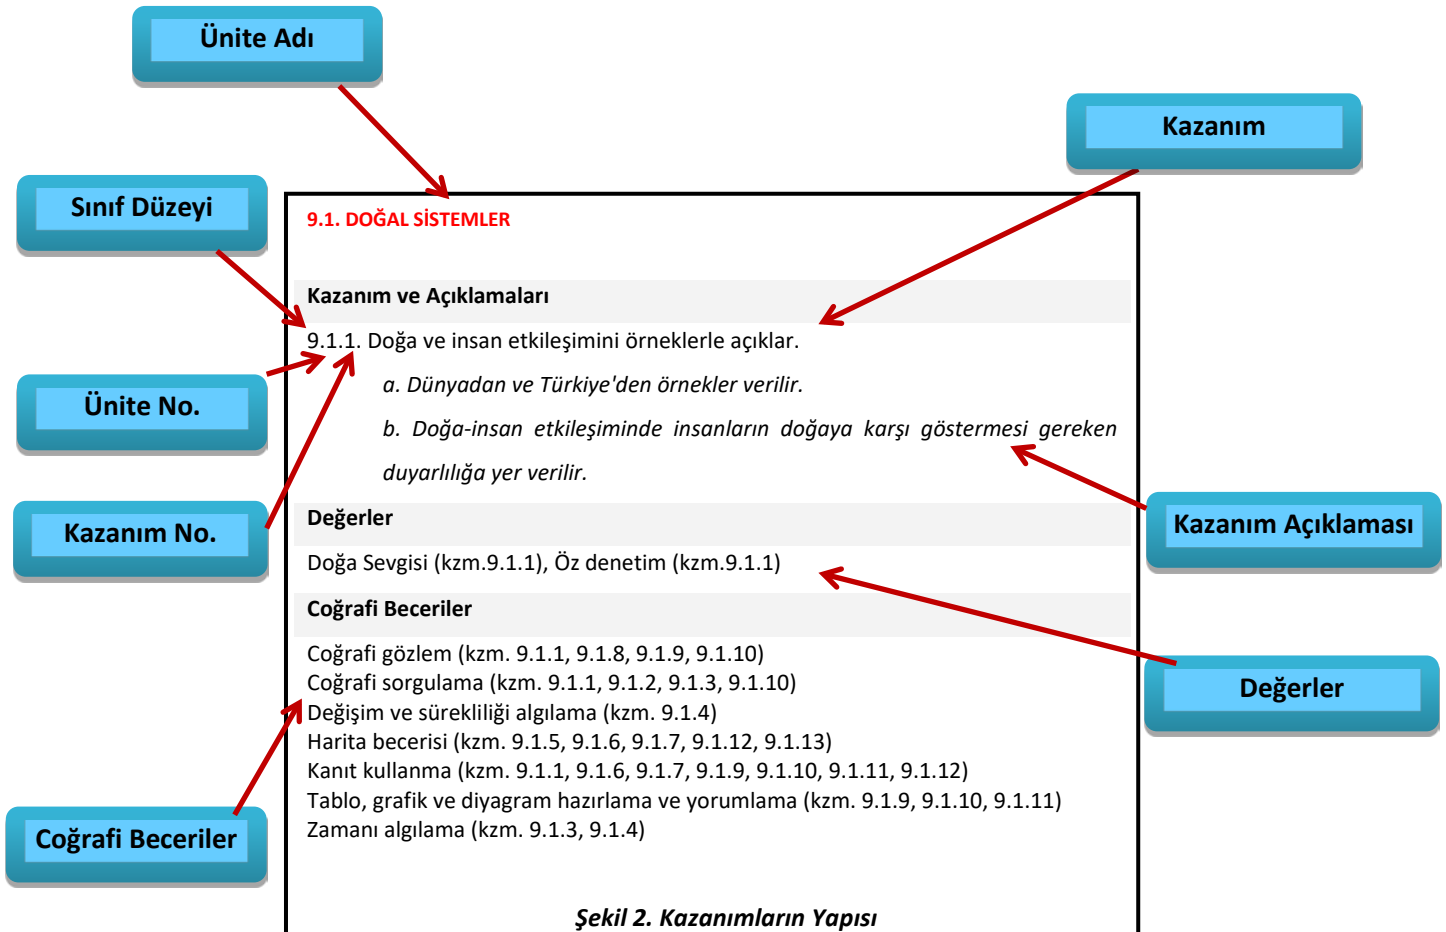 Ünite Adı
Kazanım
Sınıf Düzeyi
9.1. DOĞAL SİSTEMLER
Kazanım ve Açıklamaları
9.1.1. Doğa ve insan etkileşimini örneklerle açıklar.
a. Dünyadan ve Türkiye'den örnekler verilir.
Ünite No.
b. Doğa-insan etkileşiminde insanların doğaya karşı göstermesi gereken
duyarlılığa yer verilir.
Kazanım No.
Kazanım Açıklaması
Değerler
Doğa Sevgisi (kzm.9.1.1), Öz denetim (kzm.9.1.1)
Coğrafi Beceriler
Coğrafi gözlem (kzm. 9.1.1, 9.1.8, 9.1.9, 9.1.10)
Coğrafi sorgulama (kzm. 9.1.1, 9.1.2, 9.1.3, 9.1.10)
Değerler
Değişim ve sürekliliği algılama (kzm. 9.1.4)
Harita becerisi (kzm. 9.1.5, 9.1.6, 9.1.7, 9.1.12, 9.1.13)
Kanıt kullanma (kzm. 9.1.1, 9.1.6, 9.1.7, 9.1.9, 9.1.10, 9.1.11, 9.1.12)
Tablo, grafik ve diyagram hazırlama ve yorumlama (kzm. 9.1.9, 9.1.10, 9.1.11)
Zamanı algılama (kzm. 9.1.3, 9.1.4)
Coğrafi Beceriler
Şekil 2. Kazanımların Yapısı